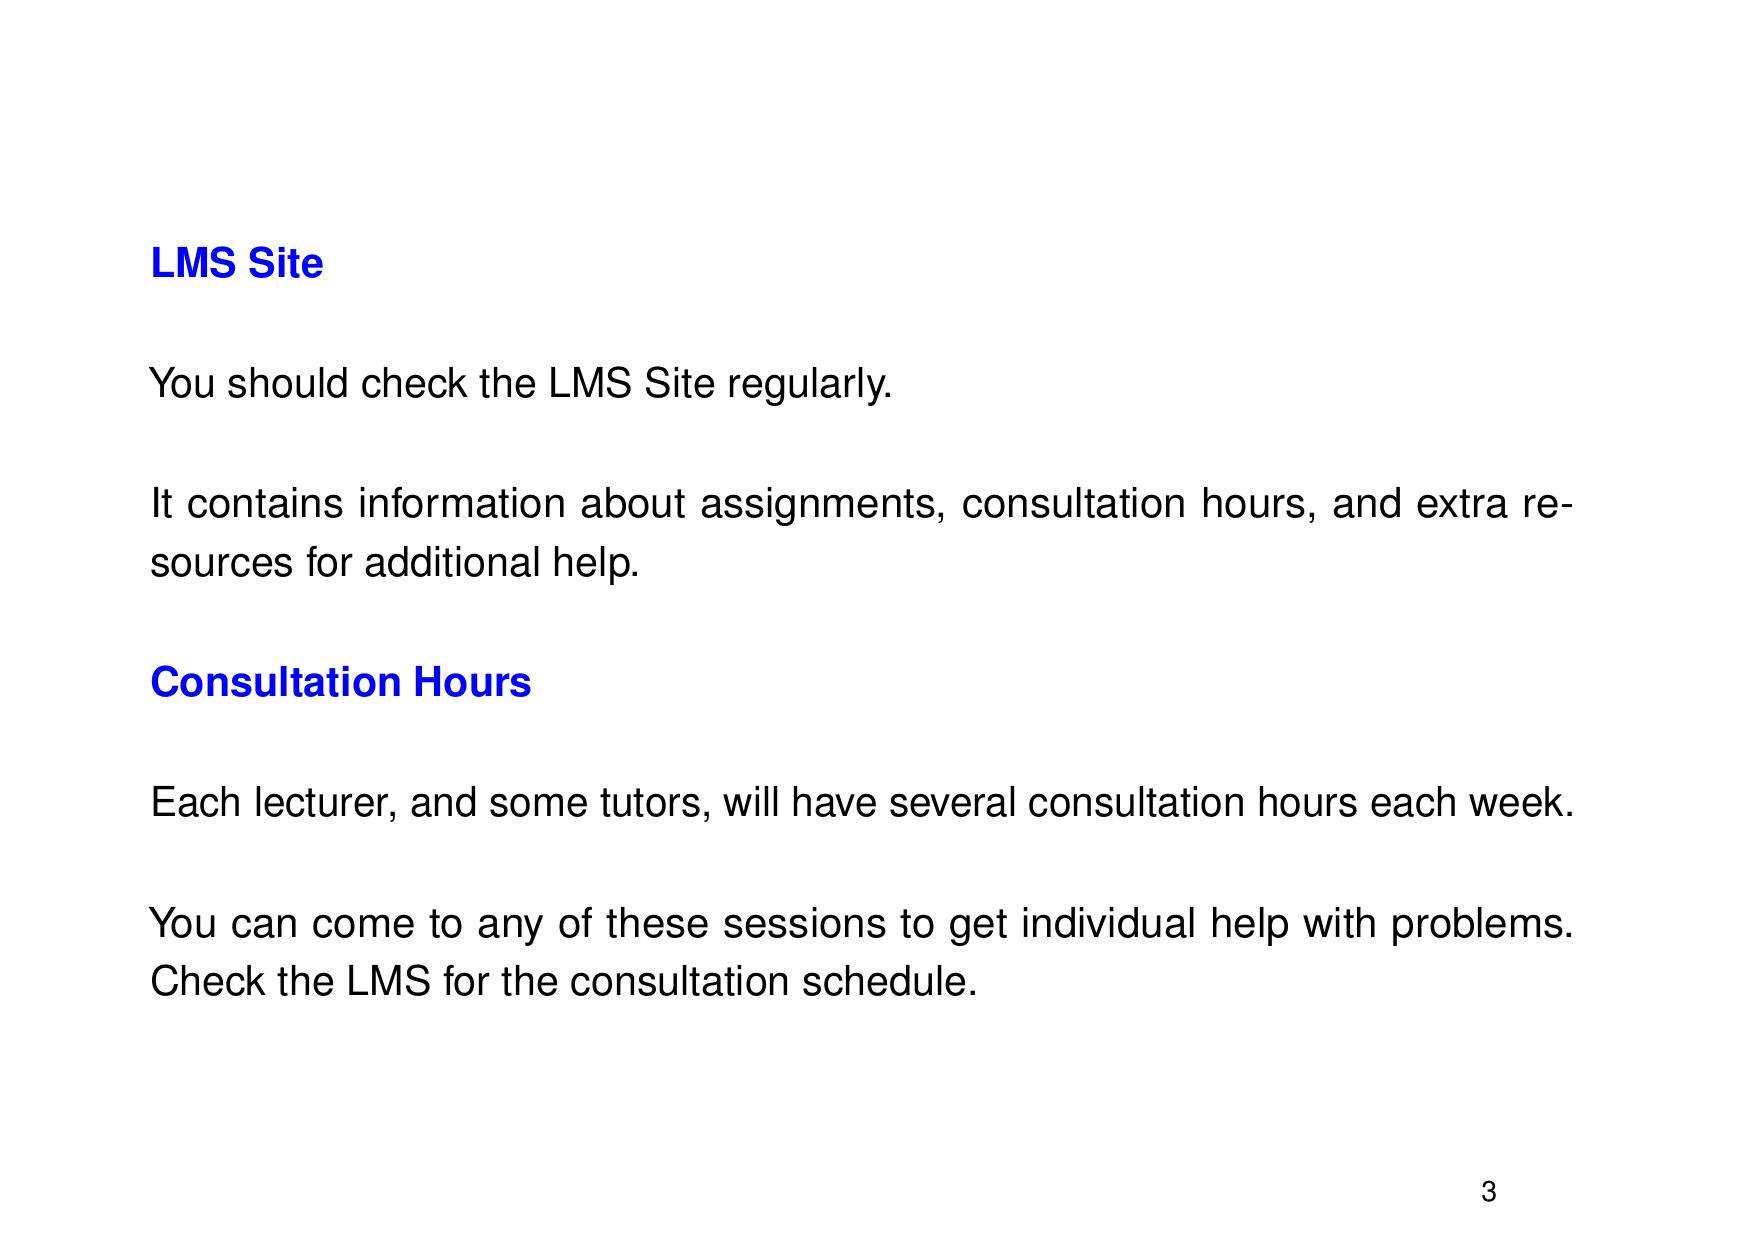 LMS Site
You should check the LMS Site regularly.
It contains information about assignments, consultation hours, and extra re-
sources for additional help.
Consultation Hours
Each lecturer, and some tutors, will have several consultation hours each week.
You can come to any of these sessions to get individual help with problems.
Check the LMS for the consultation schedule.
3